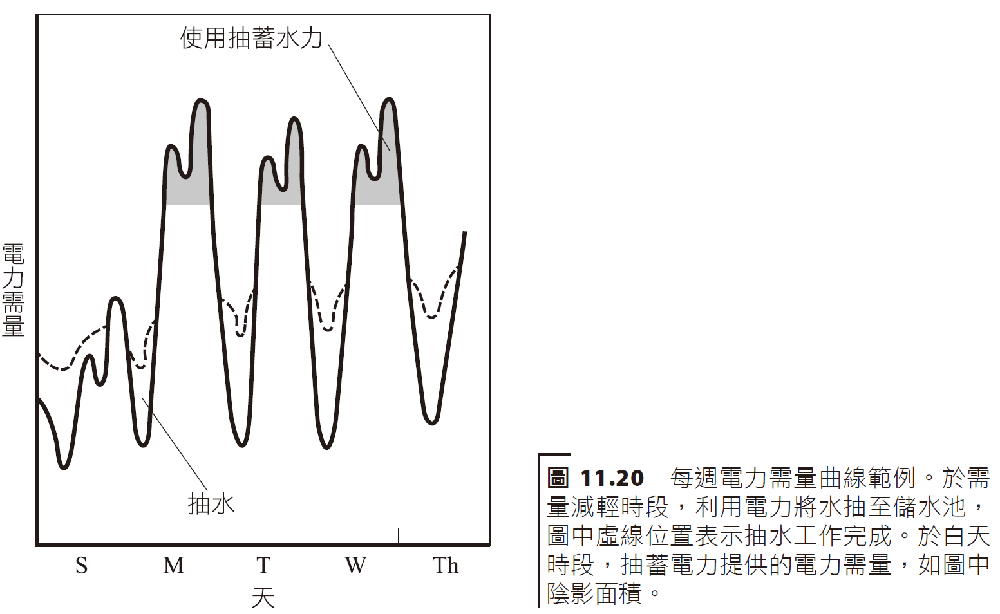 使用抽蓄水力
電力需量
抽水
S M T W Th
天
圖 11.20 每週電力需量曲線範例。於需
量減輕時段，利用電力將水抽至儲水池，
圖中虛線位置表示抽水工作完成。於白天
時段，抽蓄電力提供的電力需量，如圖中
陰影面積。